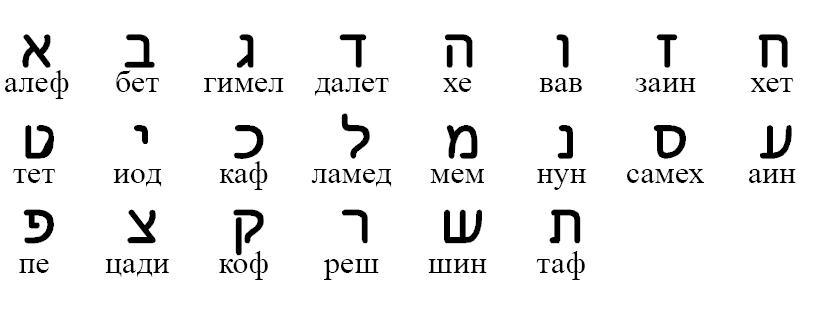 א ב ג ד ה ו ז ח
алеф бет гимел далет хе вав заин хет
ט י כ ל מ נ ס ע
тет иод каф ламед мем нун самех аин
פ צ ק ר ש ת
пе цади коф реш шин таф